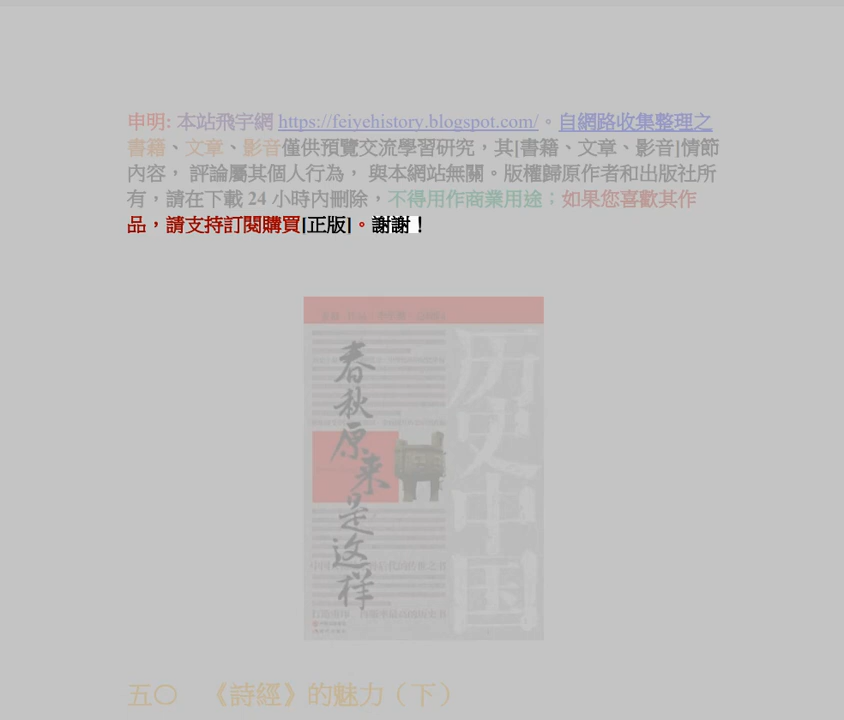 申明: 本站飛宇網 https://feiyehistory.blogspot.com/。自網路收集整理之
書籍、文章、影音僅供預覽交流學習研究，其[書籍、文章、影音]情節
內容， 評論屬其個人行為， 與本網站無關。版權歸原作者和出版社所
有，請在下載 24 小時內刪除，不得用作商業用途；如果您喜歡其作
品，請支持訂閱購買[正版]。謝謝！
春秋原来是这样
历史中国
五〇　《詩經》的魅力（下）